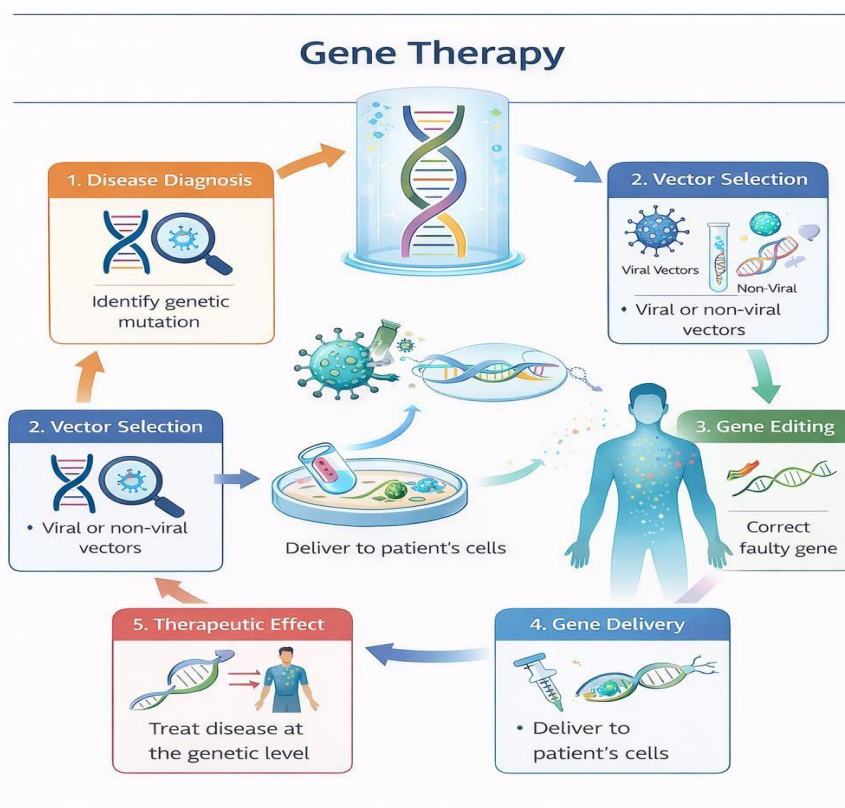 Gene Therapy
1. Disease Diagnosis
Identify genetic
mutation
2. Vector Selection
Viral Vectors
Non-Viral
• Viral or non-viral
vectors
2. Vector Selection
• Viral or non-viral
vectors
Deliver to patient's cells
3. Gene Editing
Correct
faulty gene
5. Therapeutic Effect
Treat disease at
the genetic level
4. Gene Delivery
• Deliver to
patient's cells